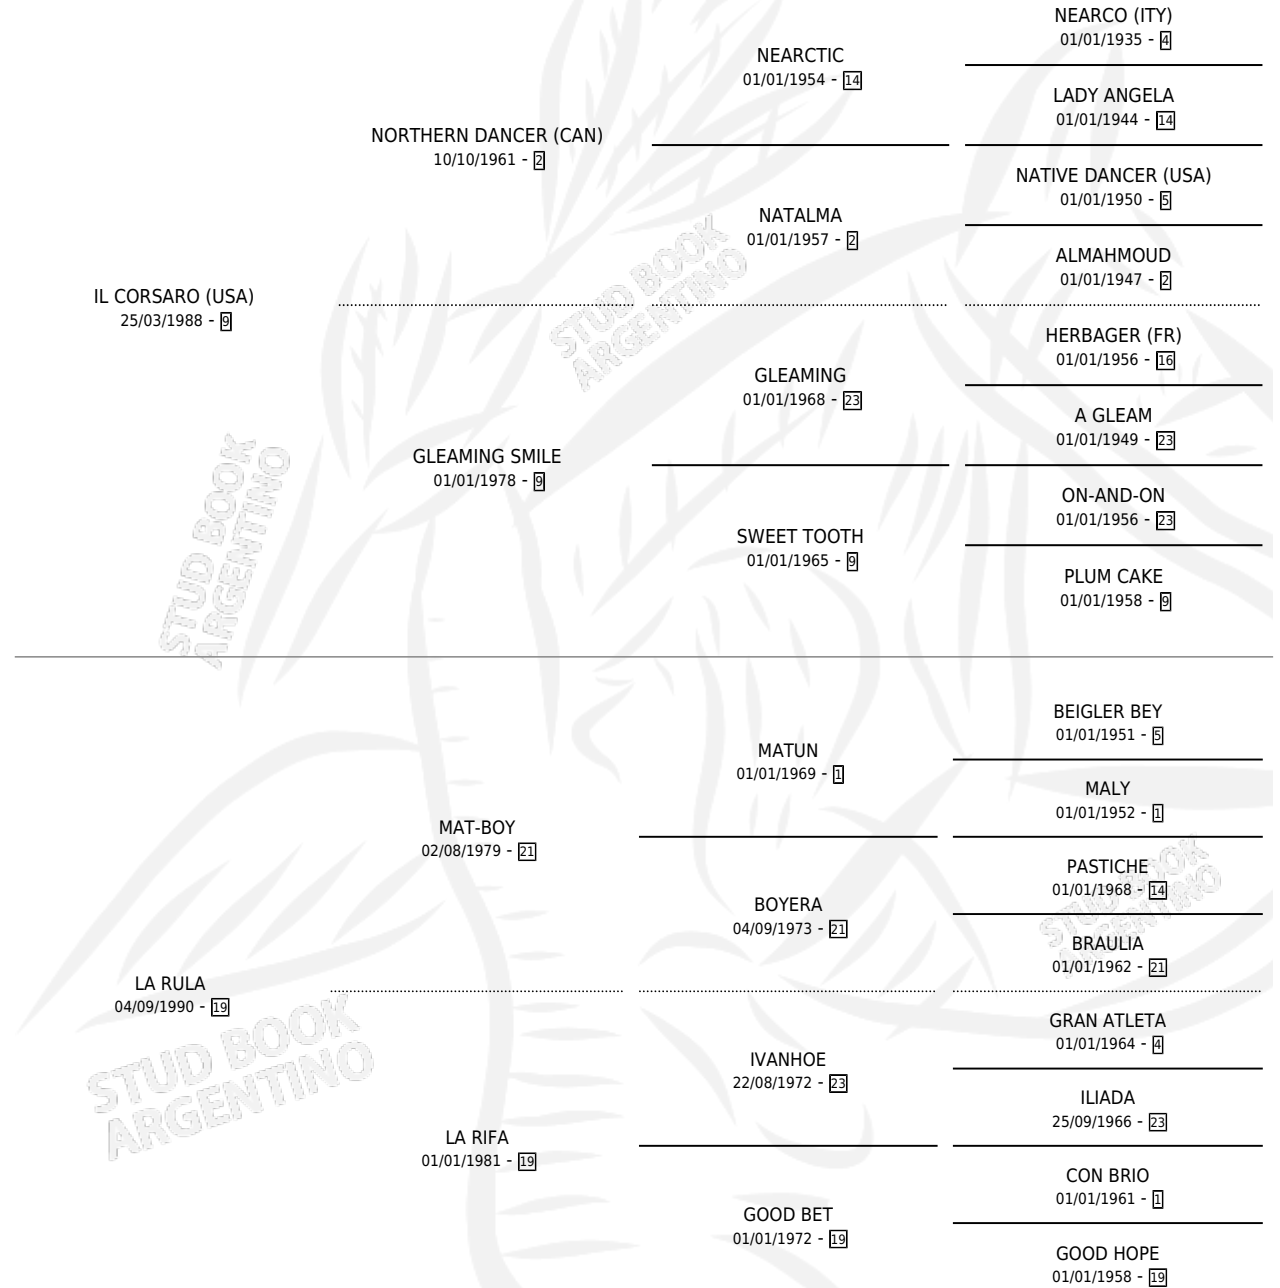 NEARCO (ITY)
01/01/1935 - 4
NEARCTIC
01/01/1954 - 14
LADY ANGELA
01/01/1944 - 14
NORTHERN DANCER (CAN)
10/10/1961 - 2
NATIVE DANCER (USA)
01/01/1950 - 5
NATALMA
01/01/1957 - 2
ALMAHMOUD
01/01/1947 - 2
IL CORSARO (USA)
25/03/1988 - 9
HERBAGER (FR)
01/01/1956 - 16
GLEAMING
01/01/1968 - 23
A GLEAM
01/01/1949 - 23
GLEAMING SMILE
01/01/1978 - 9
ON-AND-ON
01/01/1956 - 23
SWEET TOOTH
01/01/1965 - 9
PLUM CAKE
01/01/1958 - 9
BEIGLER BEY
01/01/1951 - 5
MATUN
01/01/1969 - 1
MALY
01/01/1952 - 1
MAT-BOY
02/08/1979 - 21
PASTICHE
01/01/1968 - 14
BOYERA
04/09/1973 - 21
BRAULIA
01/01/1962 - 21
LA RULA
04/09/1990 - 19
GRAN ATLETA
01/01/1964 - 4
IVANHOE
22/08/1972 - 23
ILIADA
25/09/1966 - 23
LA RIFA
01/01/1981 - 19
CON BRIO
01/01/1961 - 1
GOOD BET
01/01/1972 - 19
GOOD HOPE
01/01/1958 - 19
STUD BOOK
ARGENTINO
STUD BOOK
ARGENTINO
STUD BOOK
ARGENTINO
STUD BOOK
ARGENTINO